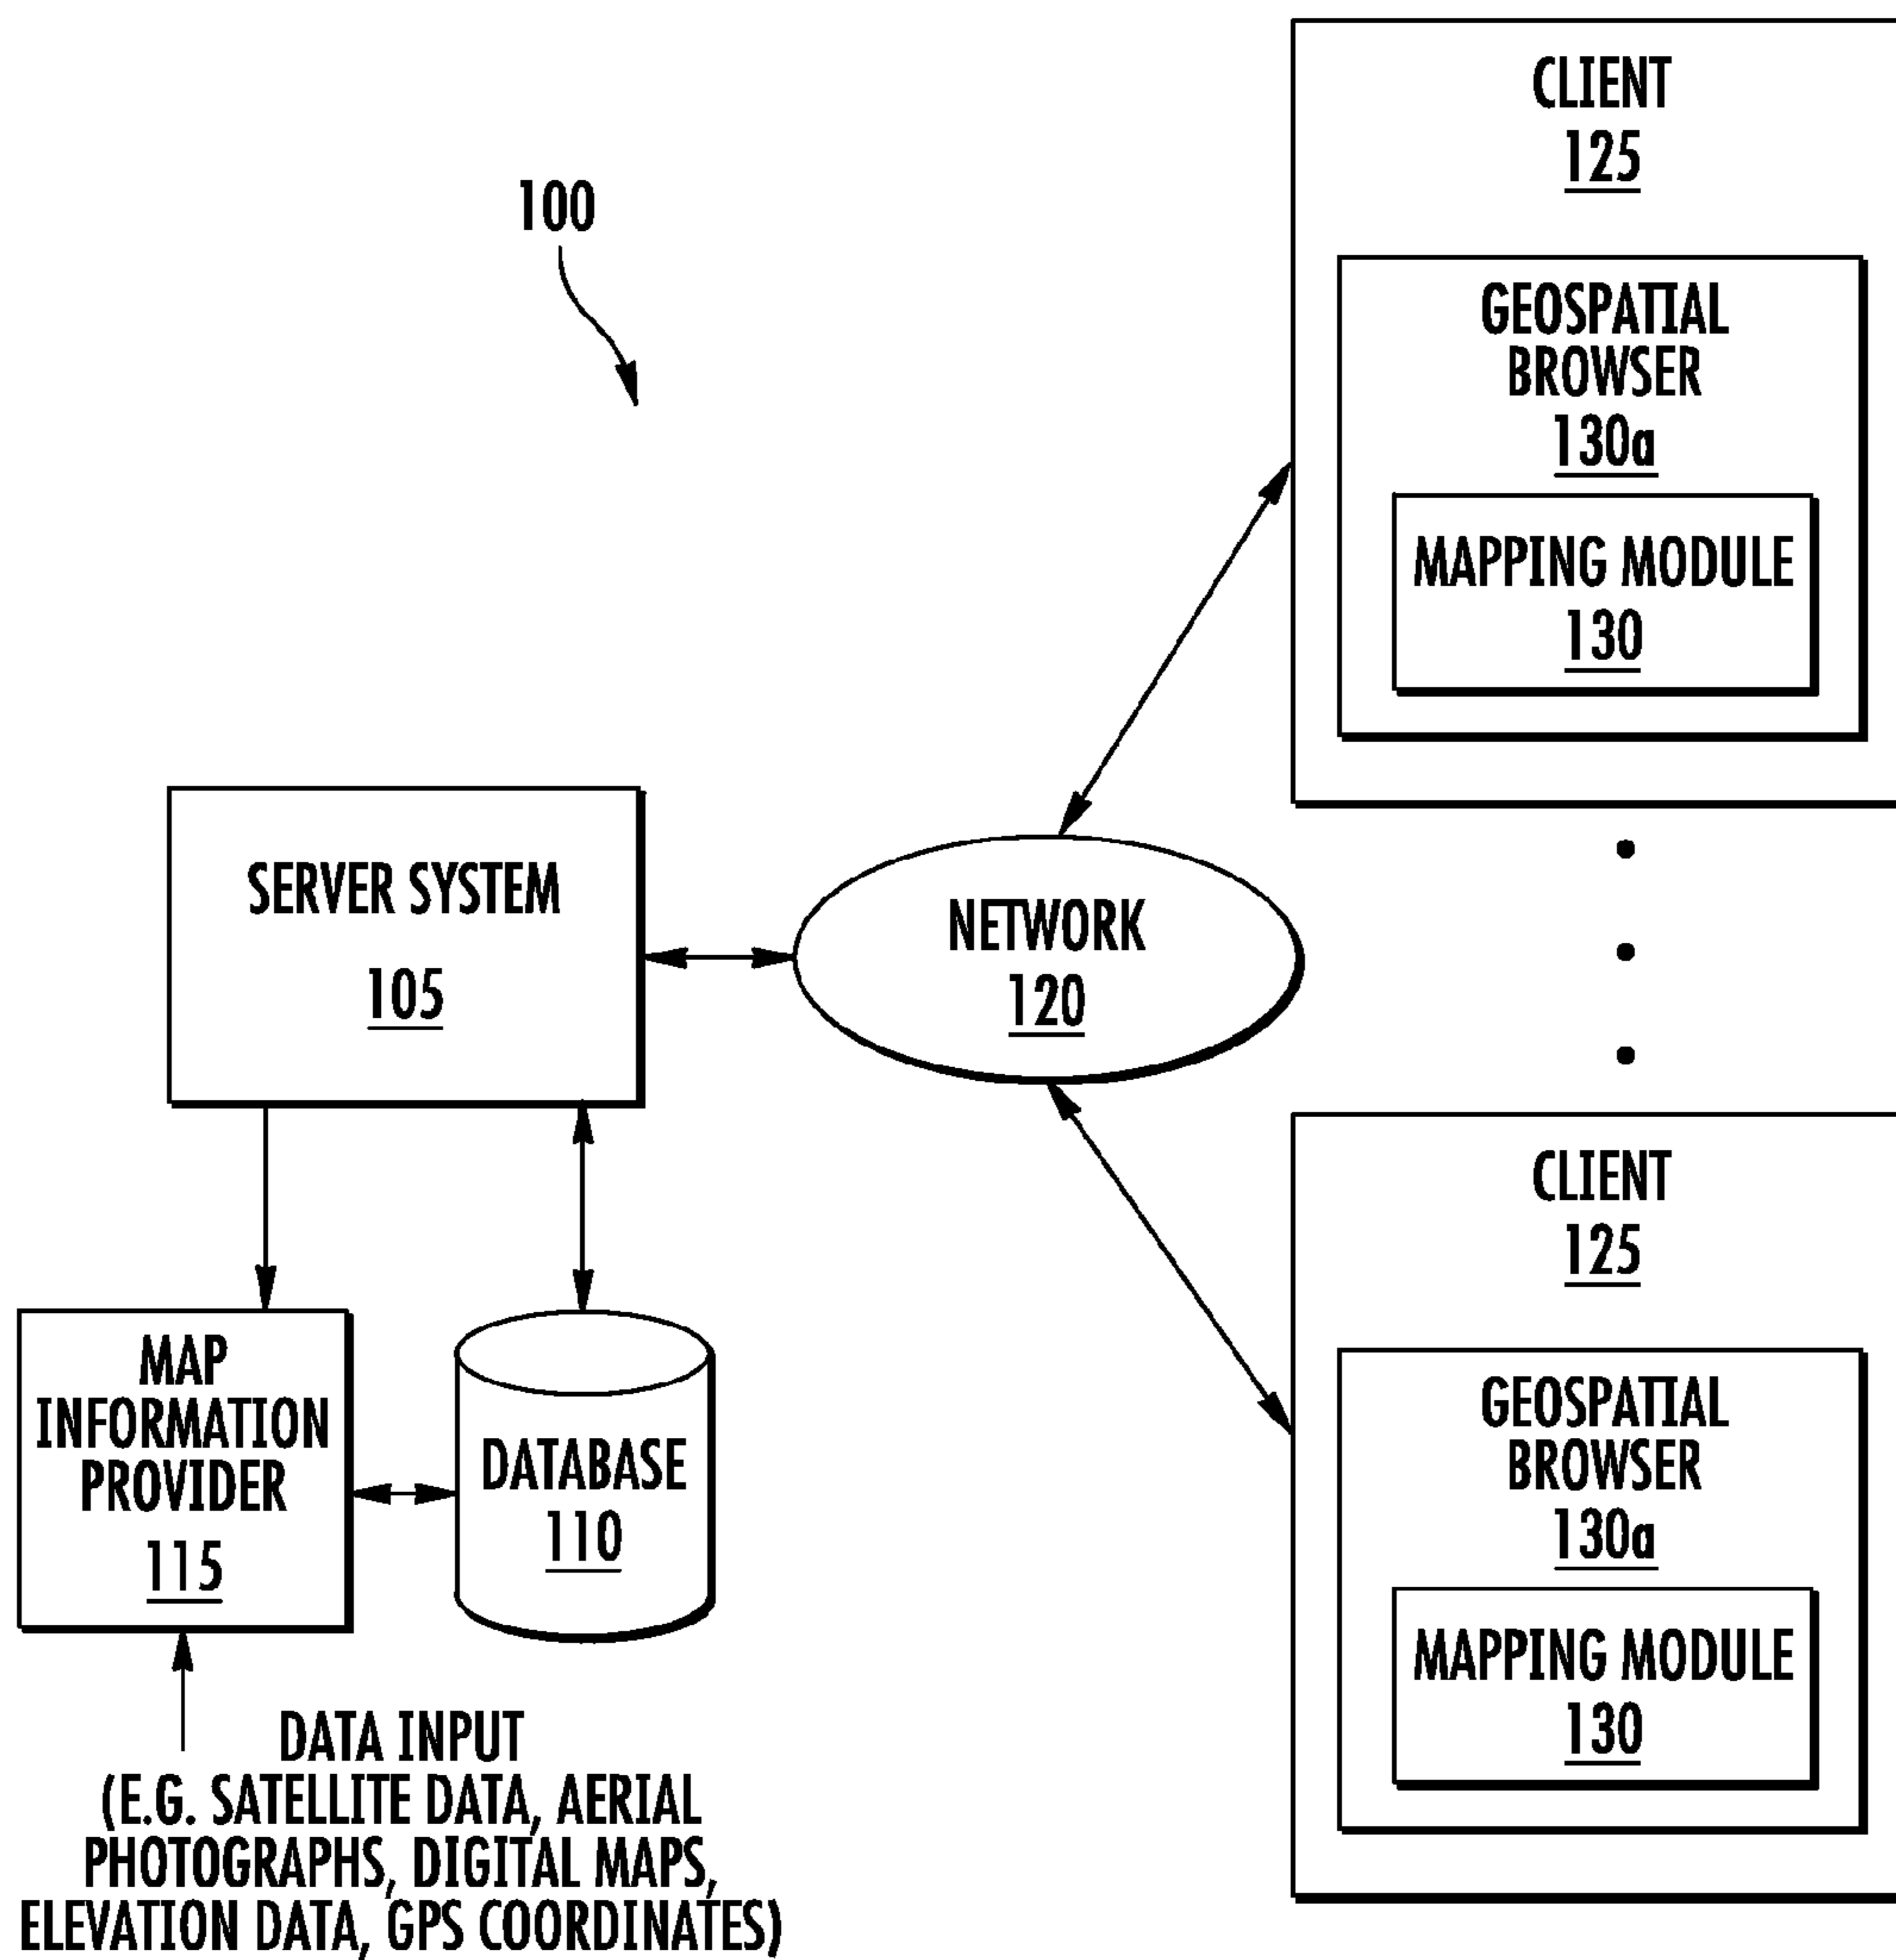 100
CLIENT
125
GEOSPATIAL
BROWSER
130a
MAPPING MODULE
130
SERVER SYSTEM
105
NETWORK
120
CLIENT
125
GEOSPATIAL
BROWSER
130a
MAPPING MODULE
130
MAP
INFORMATION
PROVIDER
115
DATABASE
110
DATA INPUT
(E.G. SATELLITE DATA, AERIAL
PHOTOGRAPHS, DIGITAL MAPS,
ELEVATION DATA, GPS COORDINATES)